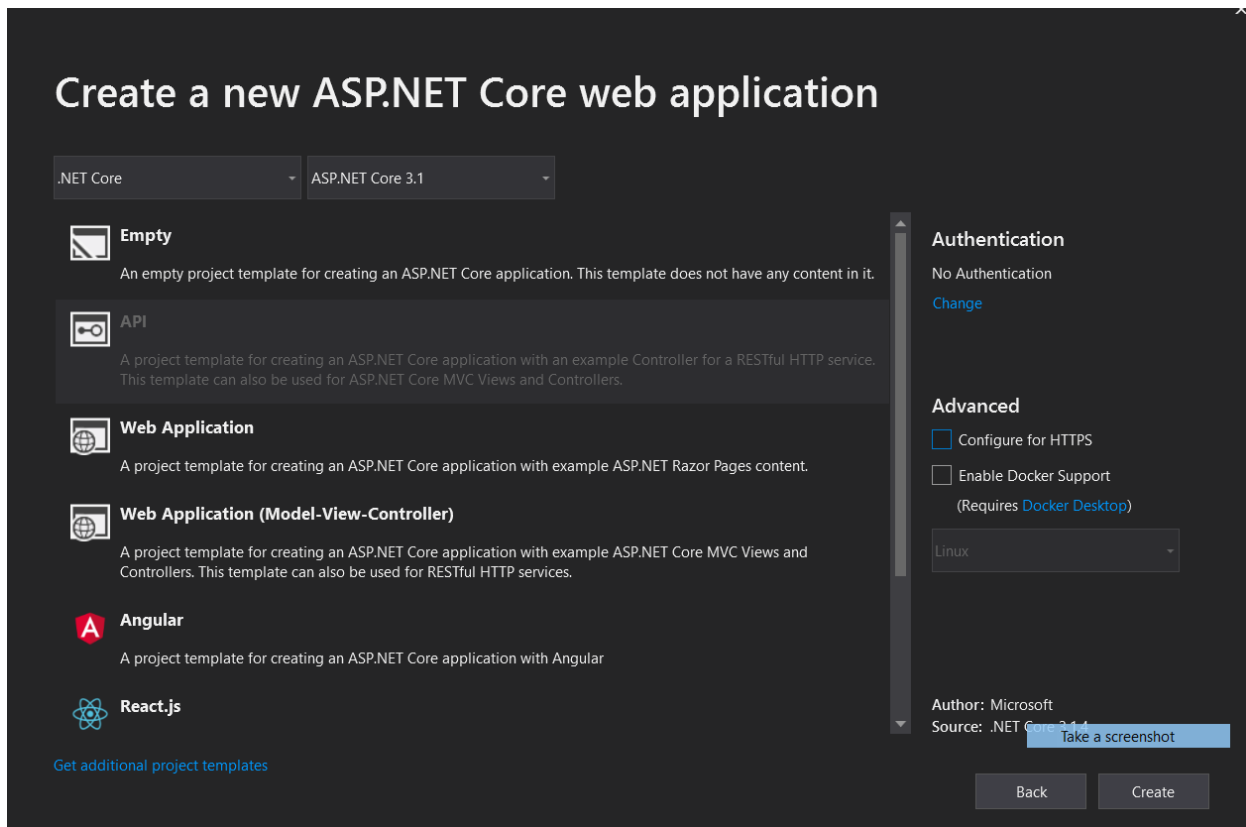 Create a new ASP.NET Core web application
.NET Core
ASP.NET Core 3.1
Empty
An empty project template for creating an ASP.NET Core application. This template does not have any content in it.
API
A project template for creating an ASP.NET Core application with an example Controller for a RESTful HTTP service.
This template can also be used for ASP.NET Core MVC Views and Controllers.
Web Application
A project template for creating an ASP.NET Core application with example ASP.NET Razor Pages content.
Web Application (Model-View-Controller)
A project template for creating an ASP.NET Core application with example ASP.NET Core MVC Views and
Controllers. This template can also be used for RESTful HTTP services.
Angular
A project template for creating an ASP.NET Core application with Angular
React.js
Get additional project templates
Authentication
No Authentication
Change
Advanced
Configure for HTTPS
Enable Docker Support
(Requires Docker Desktop)
Linux
Author: Microsoft
Source: .NET Core 3.1.4
Take a screenshot
Back
Create